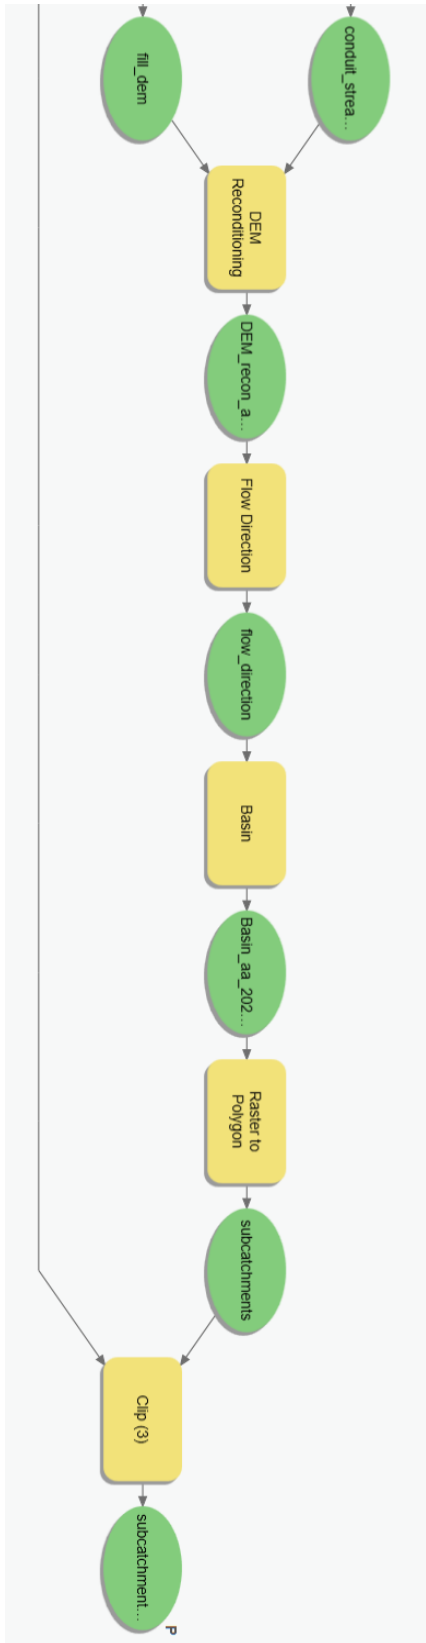 fill_dem
conduit_strea...
DEM
Reconditioning
DEM_recon_a...
Flow Direction
flow_direction
Basin
Basin_aa_202...
Raster to
Polygon
subcatchments
Clip (3)
subcatchment...
P